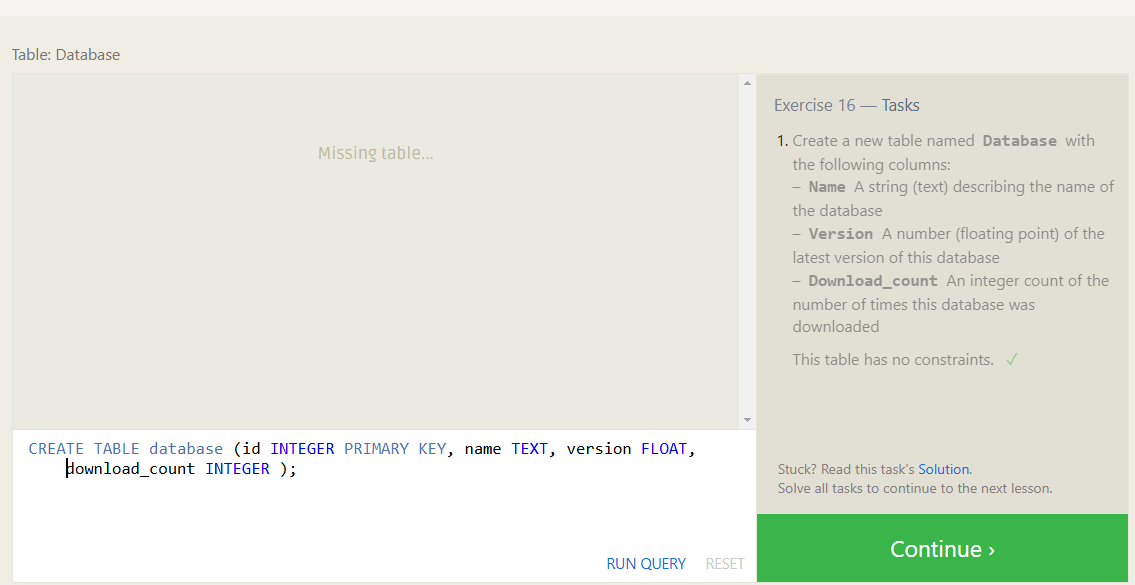 Table: Database
Missing table...
CREATE TABLE database (id INTEGER PRIMARY KEY, name TEXT, version FLOAT,
download_count INTEGER );
RUN QUERY RESET
Exercise 16 — Tasks
1. Create a new table named Database with
the following columns:
– Name A string (text) describing the name of
the database
– Version A number (floating point) of the
latest version of this database
– Download_count An integer count of the
number of times this database was
downloaded
This table has no constraints. ✓
Stuck? Read this task's Solution.
Solve all tasks to continue to the next lesson.
Continue ›